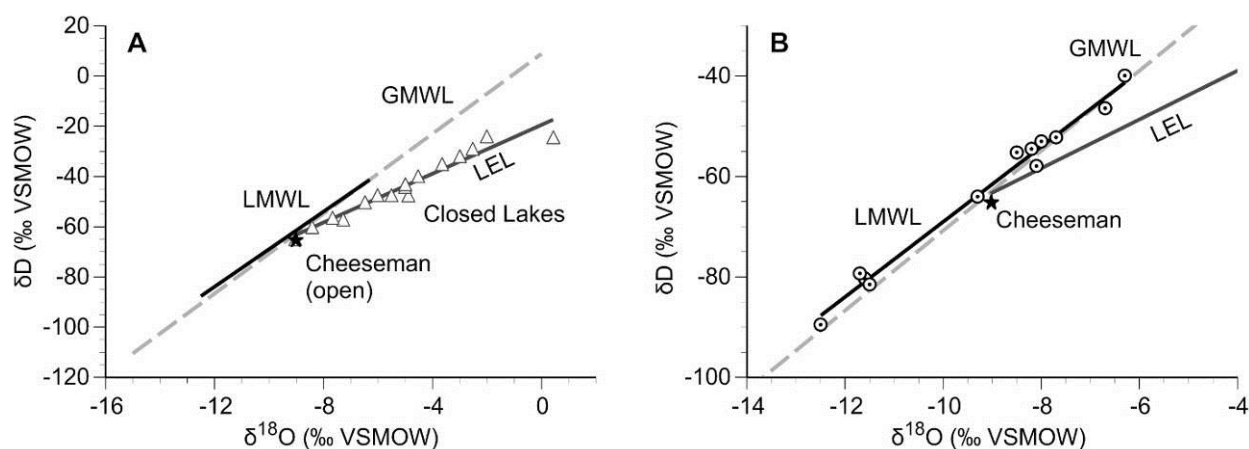 A
20
0
-20
-40
-60
-80
-100
-120
δD (‰ VSMOW)
GMWL
LMWL
LEL
Closed Lakes
Cheeseman
(open)
-16
-12
-8
-4
0
δ¹⁸O (‰ VSMOW)
B
-40
-60
-80
-100
δD (‰ VSMOW)
GMWL
LEL
LMWL
Cheeseman
-14
-12
-10
-8
-6
-4
δ¹⁸O (‰ VSMOW)